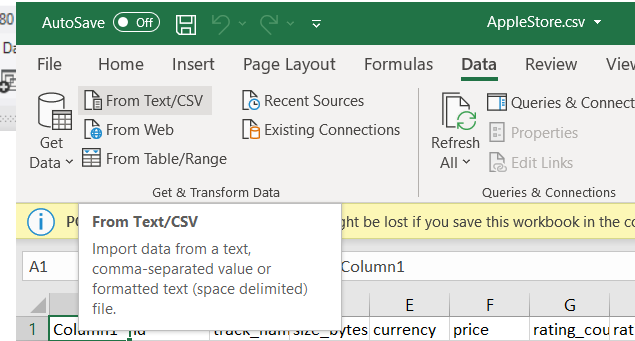 80
AutoSave Off AppleStore.csv
File Home Insert Page Layout Formulas Data Review View
Da
Get Data
From Text/CSV
From Web
From Table/Range
Recent Sources
Existing Connections
Get & Transform Data
Refresh All
Queries & Connect
Properties
Edit Links
Queries & Connections
PO
ght be lost if you save this workbook in the co
From Text/CSV
Import data from a text,
comma-separated value or
formatted text (space delimited)
file.
A1 Column1
E F G
1 Column1 id track_nam size_bytes currency price rating_cou rat